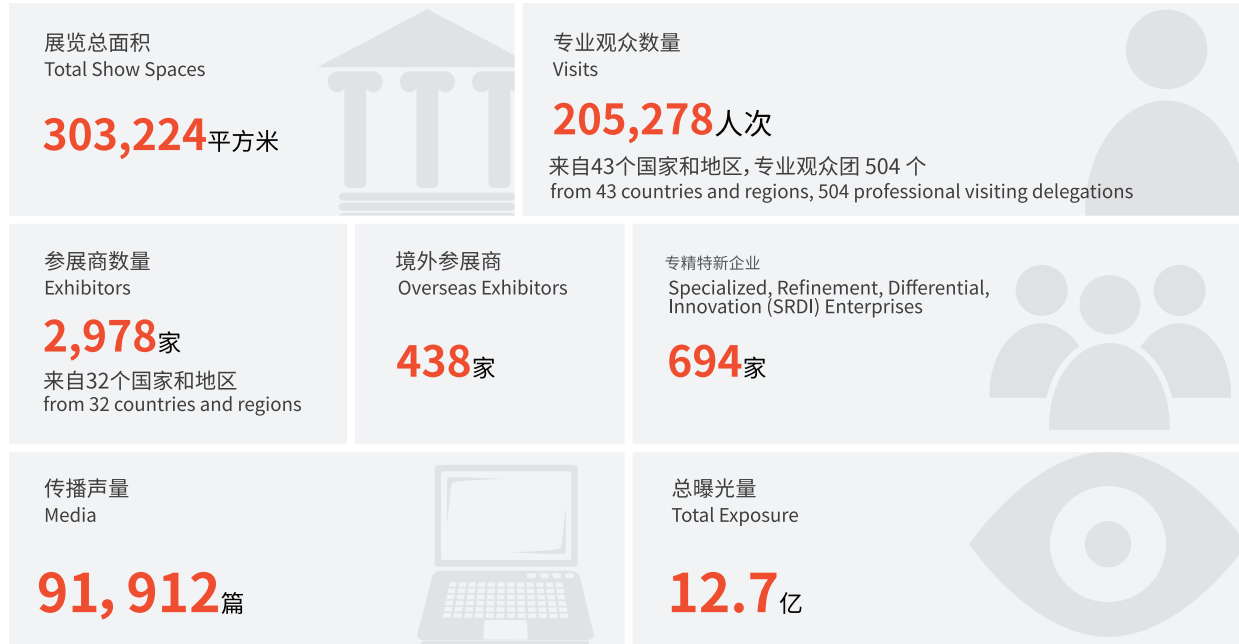 展览总面积
Total Show Spaces
303,224平方米
专业观众数量
Visits
205,278人次
来自43个国家和地区，专业观众团 504 个
from 43 countries and regions, 504 professional visiting delegations
参展商数量
Exhibitors
2,978家
来自32个国家和地区
from 32 countries and regions
境外参展商
Overseas Exhibitors
438家
专精特新企业
Specialized, Refinement, Differential,
Innovation (SRDI) Enterprises
694家
传播声量
Media
91, 912篇
总曝光量
Total Exposure
12.7亿